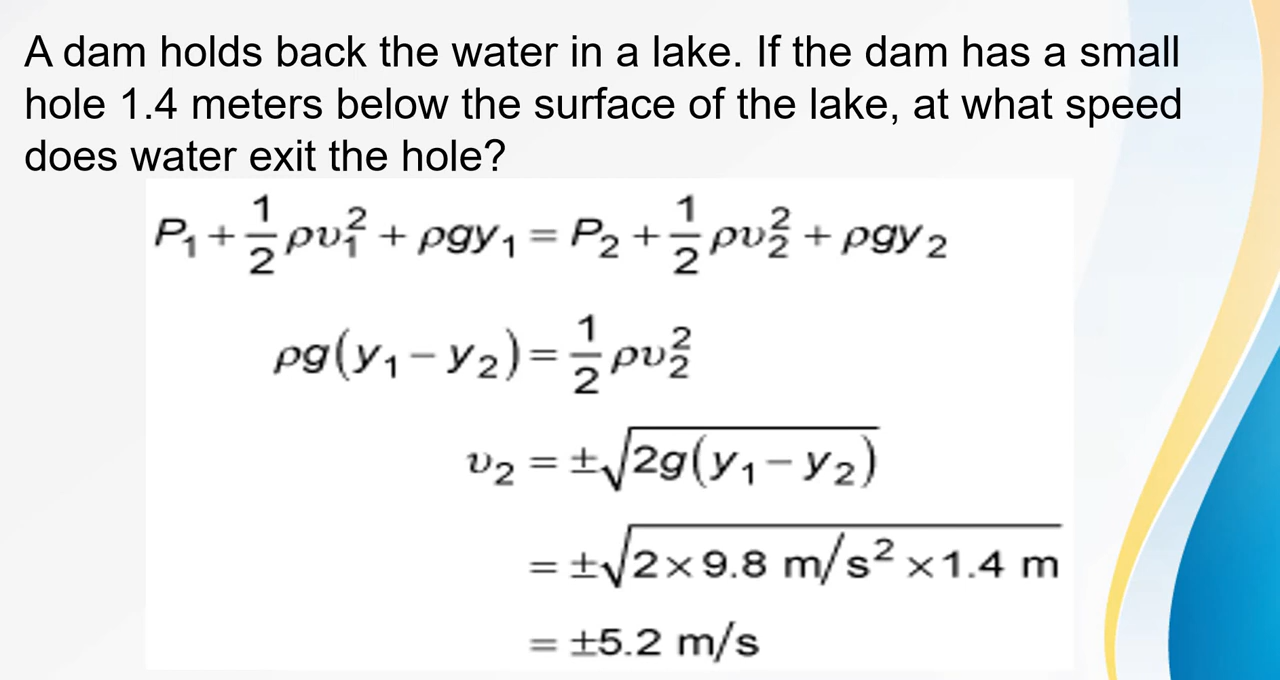 A dam holds back the water in a lake. If the dam has a small
hole 1.4 meters below the surface of the lake, at what speed
does water exit the hole?
P₁ + 1/2 ρυ₁² + ρgy₁ = P₂ + 1/2 ρυ₂² + ρgy₂
ρg(y₁ − y₂) = 1/2 ρυ₂²
υ₂ = ±√(2g(y₁ − y₂))
= ±√(2 × 9.8 m/s² × 1.4 m)
= ±5.2 m/s